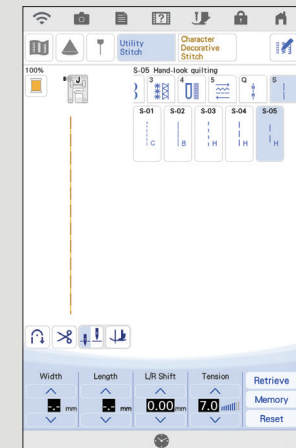 Utility
Stitch
Character
Decorative
Stitch
100%
S-05 Hand-look quilting
J
3
4
5
Q
S
S-01
S-02
S-03
S-04
S-05
C
B
H
H
H
Width
Length
L/R Shift
Tension
Retrieve
-.- mm
-.- mm
0.00 mm
7.0
Memory
Reset